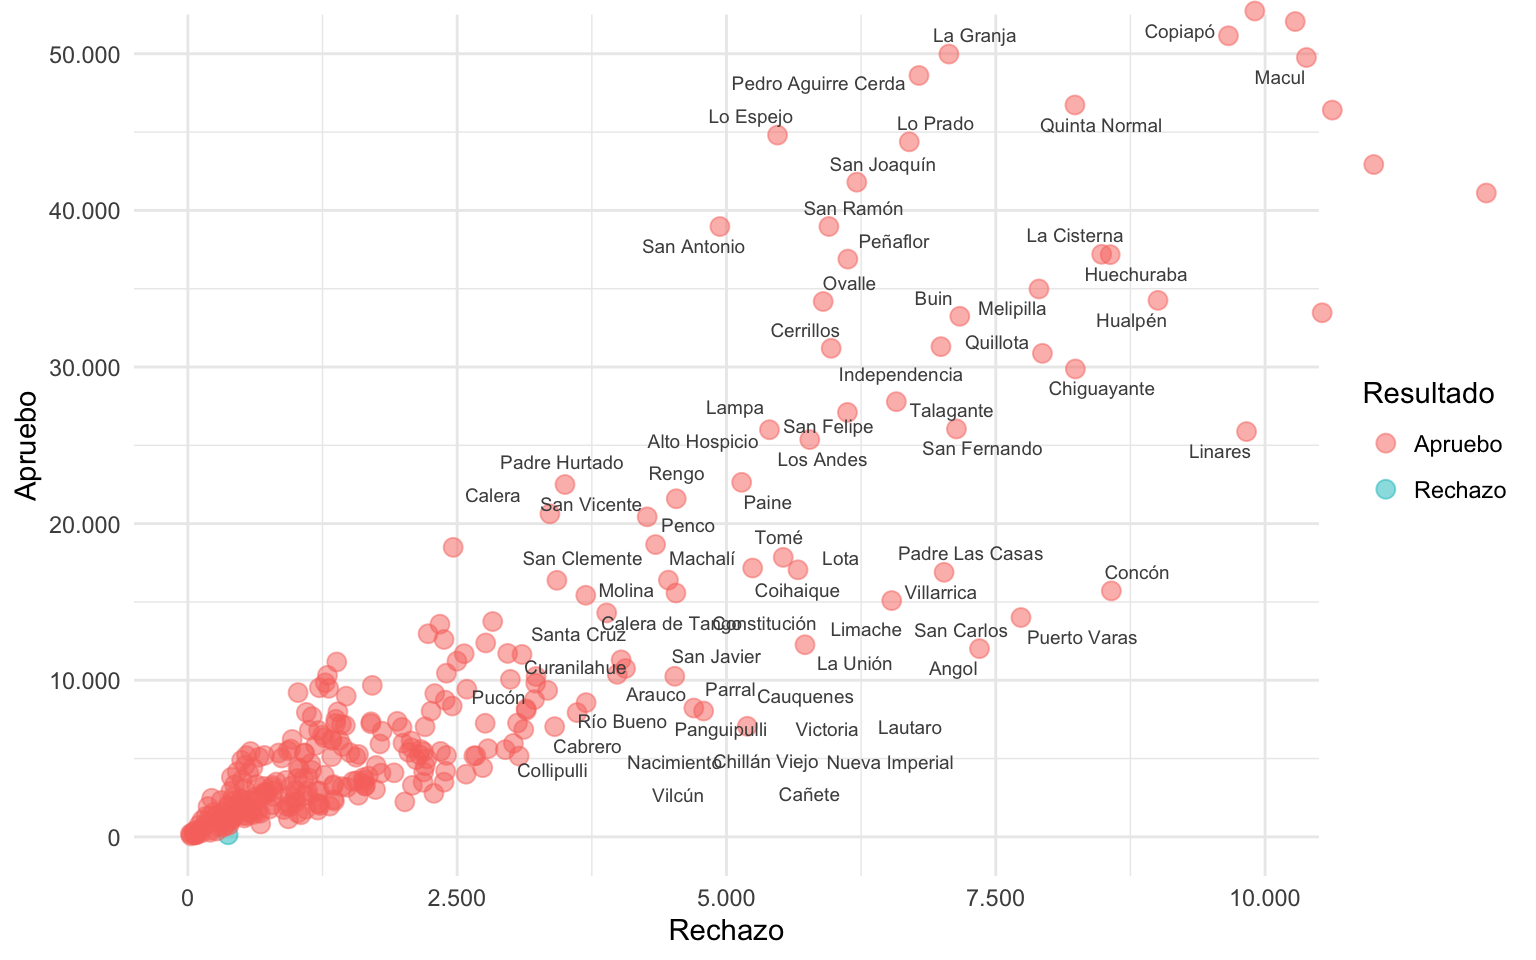 Copiapó
La Granja
50.000
Macul
Pedro Aguirre Cerda
Lo Espejo
Lo Prado
Quinta Normal
San Joaquín
40.000
San Ramón
La Cisterna
Peñaflor
San Antonio
Huechuraba
Ovalle
Buin
Melipilla
Hualpén
Cerrillos
Quillota
30.000
Independencia
Chiguayante
Resultado
Apruebo
Lampa
Talagante
San Felipe
Alto Hospicio
San Fernando
Apruebo
Linares
Los Andes
Padre Hurtado
Rengo
Rechazo
Calera
San Vicente
Paine
20.000
Penco
Tomé
San Clemente
Machalí
Lota
Padre Las Casas
Concón
Molina
Coihaique
Villarrica
Calera de Tango
Constitución
Santa Cruz
Limache
San Carlos
Puerto Varas
San Javier
La Unión
Curanilahue
Angol
10.000
Pucón
Arauco
Parral
Cauquenes
Río Bueno
Panguipulli
Victoria
Lautaro
Cabrero
Nacimiento
Chillán Viejo
Nueva Imperial
Collipulli
Vilcún
Cañete
0
0
2.500
5.000
7.500
10.000
Rechazo